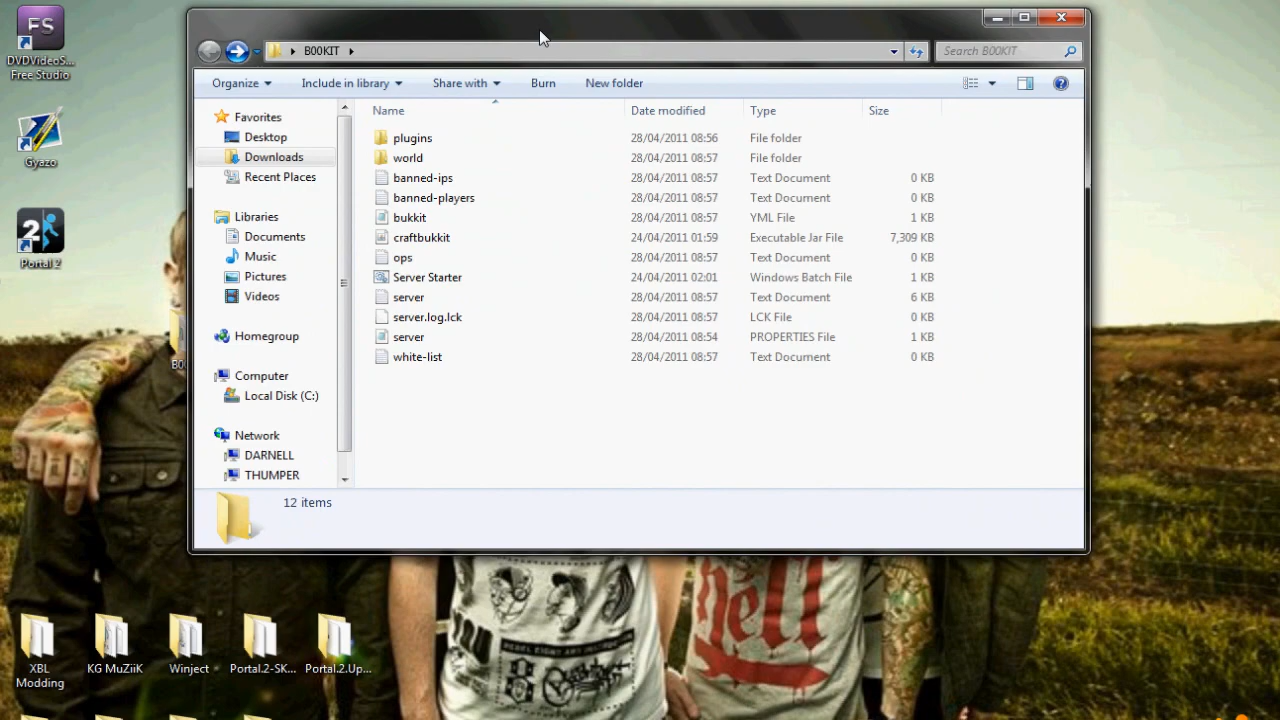 FS
DVDVideoS...
Free Studio
Gyazo
2
Portal 2
B00KIT
Search B00KIT
Organize
Include in library
Share with
Burn
New folder
Name Date modified Type Size
Favorites
Desktop
Downloads
Recent Places
Libraries
Documents
Music
Pictures
Videos
Homegroup
Computer
Local Disk (C:)
Network
DARNELL
THUMPER
plugins 28/04/2011 08:56 File folder
world 28/04/2011 08:57 File folder
banned-ips 28/04/2011 08:57 Text Document 0 KB
banned-players 28/04/2011 08:57 Text Document 0 KB
bukkit 28/04/2011 08:57 YML File 1 KB
craftbukkit 24/04/2011 01:59 Executable Jar File 7,309 KB
ops 28/04/2011 08:57 Text Document 0 KB
Server Starter 24/04/2011 02:01 Windows Batch File 1 KB
server 28/04/2011 08:57 Text Document 6 KB
server.log.lck 28/04/2011 08:57 LCK File 0 KB
server 28/04/2011 08:54 PROPERTIES File 1 KB
white-list 28/04/2011 08:57 Text Document 0 KB
12 items
hell
XBL
Modding
KG MuZiiK
Winject
Portal.2-SK...
Portal.2.Up...